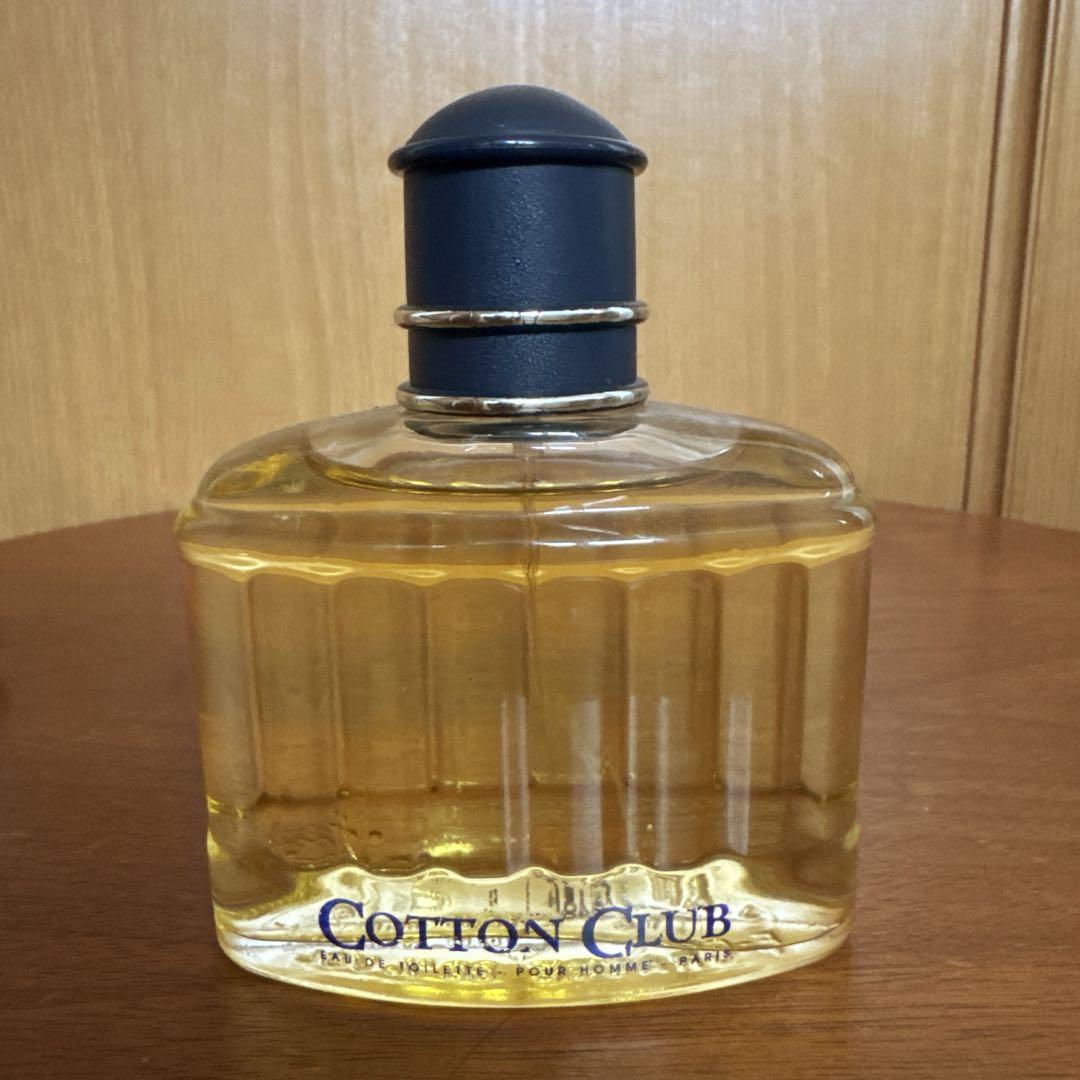 COTTON CLUB
EAU DE TOILETTE - POUR HOMME - PARIS